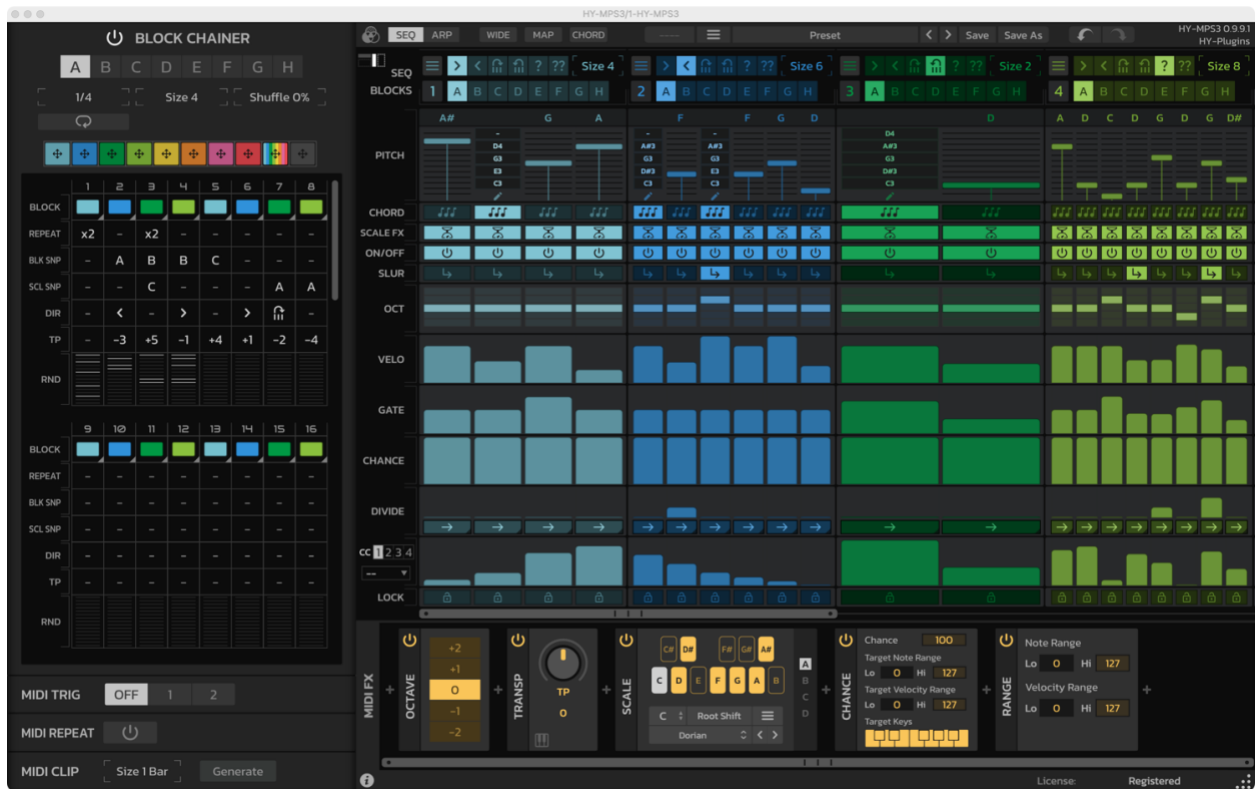 HY-MPS3/1-HY-MPS3
BLOCK CHAINER
A B C D E F G H
1/4 Size 4 Shuffle 0%
1 2 3 4 5 6 7 8
BLOCK
REPEAT x2 - x2 - - - - -
BLK SNP - A B B C - - -
SCL SNP - - C - - - A A
DIR - < - > - > -
TP - -3 +5 -1 +4 +1 -2 -4
RND
9 10 11 12 13 14 15 16
BLOCK
REPEAT - - - - - - - -
BLK SNP - - - - - - - -
SCL SNP - - - - - - - -
DIR - - - - - - - -
TP - - - - - - - -
RND
MIDI TRIG OFF 1 2
MIDI REPEAT
MIDI CLIP Size 1 Bar Generate
SEQ ARP WIDE MAP CHORD ---- Preset < > Save Save As
HY-MPS3 0.9.9.1
HY-Plugins
SEQ > < ? ?? Size 4 > < ? ?? Size 6 > < ? ?? Size 2 > < ? ?? Size 8
BLOCKS 1 A B C D E F G H 2 A B C D E F G H 3 A B C D E F G H 4 A B C D E F G H
A# G A F F G D D A D C D G D G D#
PITCH
-
D4
G3
E3
C3
-
A#3
G3
D#3
C3
-
A#3
G3
E3
C3
D4
A#3
G3
D#3
C3
CHORD
SCALE FX
ON/OFF
SLUR
OCT
VELO
GATE
CHANCE
DIVIDE
CC 1 2 3 4
--
LOCK
MIDI FX
OCTAVE
+2
+1
0
-1
-2
TRANSP
TP
0
SCALE
C# D# F# G# A#
C D E F G A B
A
B
C
D
C Root Shift
Dorian < >
CHANCE
Chance 100
Target Note Range
Lo 0 Hi 127
Target Velocity Range
Lo 0 Hi 127
Target Keys
RANGE
Note Range
Lo 0 Hi 127
Velocity Range
Lo 0 Hi 127
License: Registered